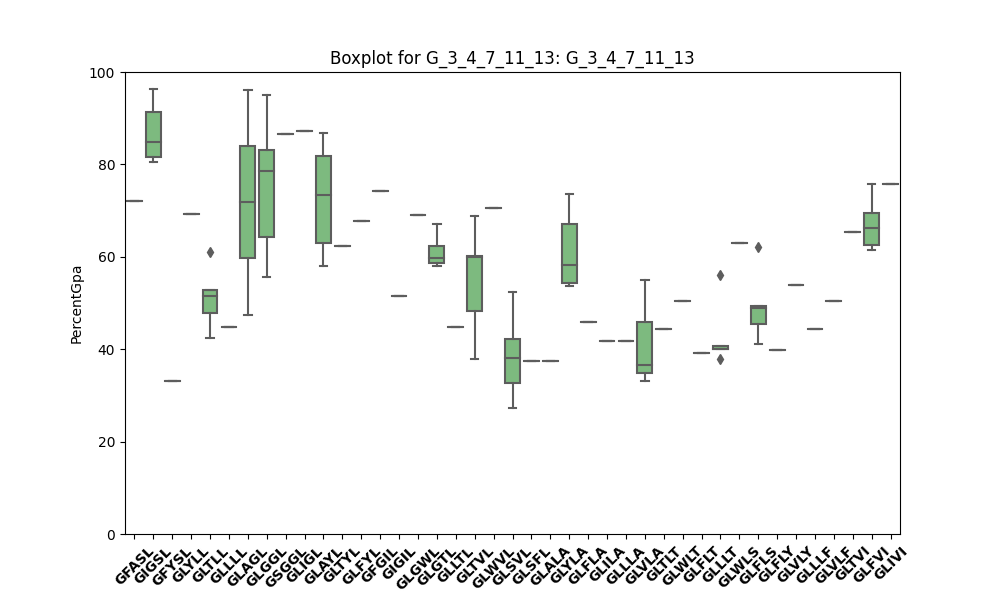 Boxplot for G_3_4_7_11_13: G_3_4_7_11_13
PercentGpa
100
80
60
40
20
0
GFASL
GIGSL
GFYSL
GLYLL
GLTLL
GLLLL
GLAGL
GLGGL
GSGGL
GLIGL
GLAYL
GLTYL
GLFYL
GFGIL
GIGIL
GLGWL
GLGTL
GLLTL
GLTVL
GLWVL
GLSVL
GLSFL
GLALA
GLYLA
GLFLA
GLILA
GLLLA
GLVLA
GLTLT
GLWLT
GLFLT
GLLLT
GLWLS
GLFLS
GLFLY
GLVLY
GLLLF
GLVLF
GLTVI
GLFVI
GLIVI